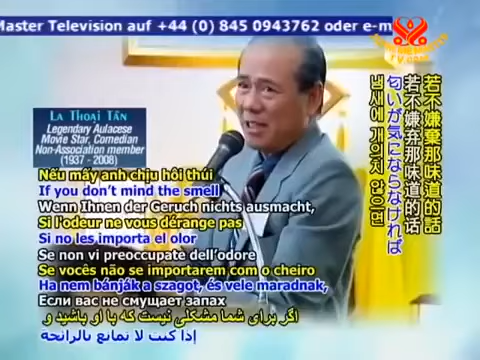 Master Television auf +44 (0) 845 0943762 oder e-m
La Thoại Tân
Legendary Aulacese
Movie Star, Comedian
Non-Association member
(1937 - 2008)
Nếu mấy anh chịu hôi thúi
If you don't mind the smell
Wenn Ihnen der Geruch nichts ausmacht,
Si l'odeur ne vous dérange pas
Si no les importa el olor
Se non vi preoccupate dell'odore
Se vocês não se importarem com o cheiro
Ha nem bánják a szagot, és vele maradnak,
Если вас не смущает запах
اگر برای شما مشکلی نیست که با او باشید و
إذا كنت لا تمانع بالرائحة
若不嫌棄那味道的話
若不嫌弃那味道的话
匂いが気にならなければ
냄새에 개의치 않으면